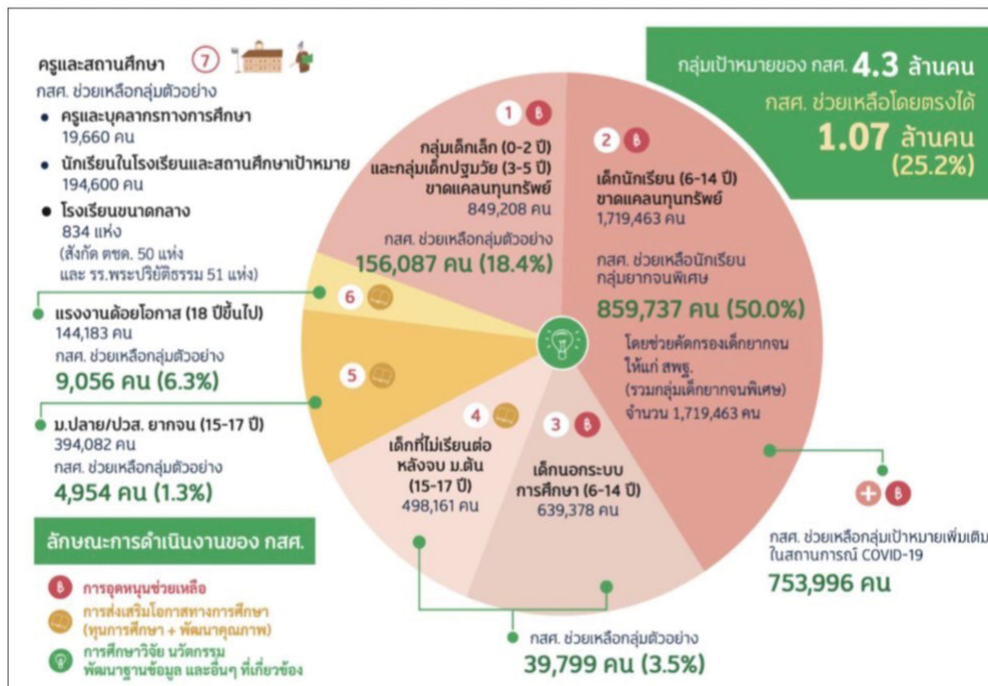 ครูและสถานศึกษา 7
กสศ. ช่วยเหลือกลุ่มตัวอย่าง
• ครูและบุคลากรทางการศึกษา
19,660 คน
• นักเรียนในโรงเรียนและสถานศึกษาเป้าหมาย
194,600 คน
• โรงเรียนขนาดกลาง
834 แห่ง
(สังกัด ตชด. 50 แห่ง
และ รร.พระปริยัติธรรม 51 แห่ง)
แรงงานด้อยโอกาส (18 ปีขึ้นไป)
144,183 คน
กสศ. ช่วยเหลือกลุ่มตัวอย่าง
9,056 คน (6.3%)
ม.ปลาย/ปวส. ยากจน (15-17 ปี)
394,082 คน
กสศ. ช่วยเหลือกลุ่มตัวอย่าง
4,954 คน (1.3%)
ลักษณะการดำเนินงานของ กสศ.
฿ การอุดหนุนช่วยเหลือ
การส่งเสริมโอกาสทางการศึกษา
(ทุนการศึกษา + พัฒนาคุณภาพ)
การศึกษาวิจัย นวัตกรรม
พัฒนาฐานข้อมูล และอื่นๆ ที่เกี่ยวข้อง
1 ฿
กลุ่มเด็กเล็ก (0-2 ปี)
และกลุ่มเด็กปฐมวัย (3-5 ปี)
ขาดแคลนทุนทรัพย์
849,208 คน
กสศ. ช่วยเหลือกลุ่มตัวอย่าง
156,087 คน (18.4%)
2 ฿
เด็กนักเรียน (6-14 ปี)
ขาดแคลนทุนทรัพย์
1,719,463 คน
กสศ. ช่วยเหลือนักเรียน
กลุ่มยากจนพิเศษ
859,737 คน (50.0%)
โดยช่วยคัดกรองเด็กยากจน
ให้แก่ สพฐ.
(รวมกลุ่มเด็กยากจนพิเศษ)
จำนวน 1,719,463 คน
6
5
4
เด็กที่ไม่เรียนต่อ
หลังจบ ม.ต้น
(15-17 ปี)
498,161 คน
3 ฿
เด็กนอกระบบ
การศึกษา (6-14 ปี)
639,378 คน
กสศ. ช่วยเหลือกลุ่มตัวอย่าง
39,799 คน (3.5%)
กลุ่มเป้าหมายของ กสศ. 4.3 ล้านคน
กสศ. ช่วยเหลือโดยตรงได้
1.07 ล้านคน
(25.2%)
+ ฿
กสศ. ช่วยเหลือกลุ่มเป้าหมายเพิ่มเติม
ในสถานการณ์ COVID-19
753,996 คน